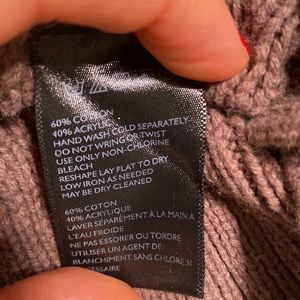 60% COTTON
40% ACRYLIC
HAND WASH COLD SEPARATELY
DO NOT WRING OR TWIST
USE ONLY NON-CHLORINE
BLEACH
RESHAPE LAY FLAT TO DRY
LOW IRON AS NEEDED
MAY BE DRY CLEANED
60% COTON
40% ACRYLIQUE
LAVER SÉPARÉMENT À LA MAIN À
L'EAU FROIDE
NE PAS ESSORER OU TORDRE
UTILISER UN AGENT DE
BLANCHIMENT SANS CHLORE SI
NÉCESSAIRE